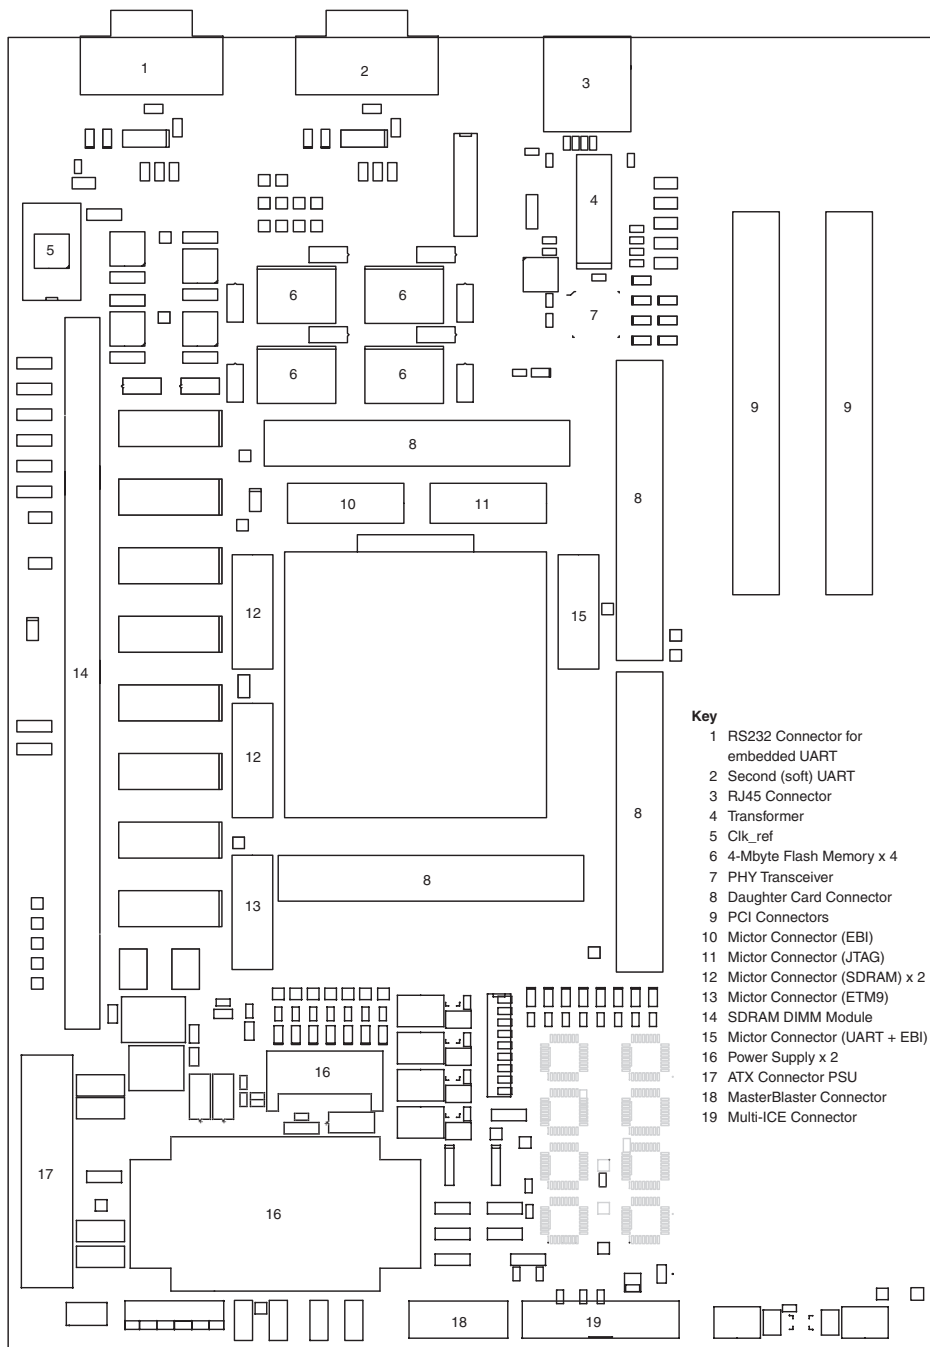 1
2
3
4
5
6
6
7
6
6
9
9
8
8
10
11
12
15
14
12
8
8
13
16
17
16
18
19
Key
1 RS232 Connector for
embedded UART
2 Second (soft) UART
3 RJ45 Connector
4 Transformer
5 Clk_ref
6 4-Mbyte Flash Memory x 4
7 PHY Transceiver
8 Daughter Card Connector
9 PCI Connectors
10 Mictor Connector (EBI)
11 Mictor Connector (JTAG)
12 Mictor Connector (SDRAM) x 2
13 Mictor Connector (ETM9)
14 SDRAM DIMM Module
15 Mictor Connector (UART + EBI)
16 Power Supply x 2
17 ATX Connector PSU
18 MasterBlaster Connector
19 Multi-ICE Connector